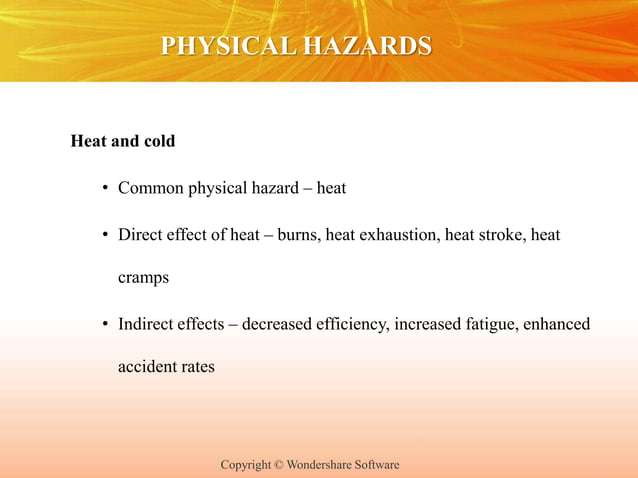 PHYSICAL HAZARDS
Heat and cold
• Common physical hazard – heat
• Direct effect of heat – burns, heat exhaustion, heat stroke, heat
cramps
• Indirect effects – decreased efficiency, increased fatigue, enhanced
accident rates
Copyright © Wondershare Software